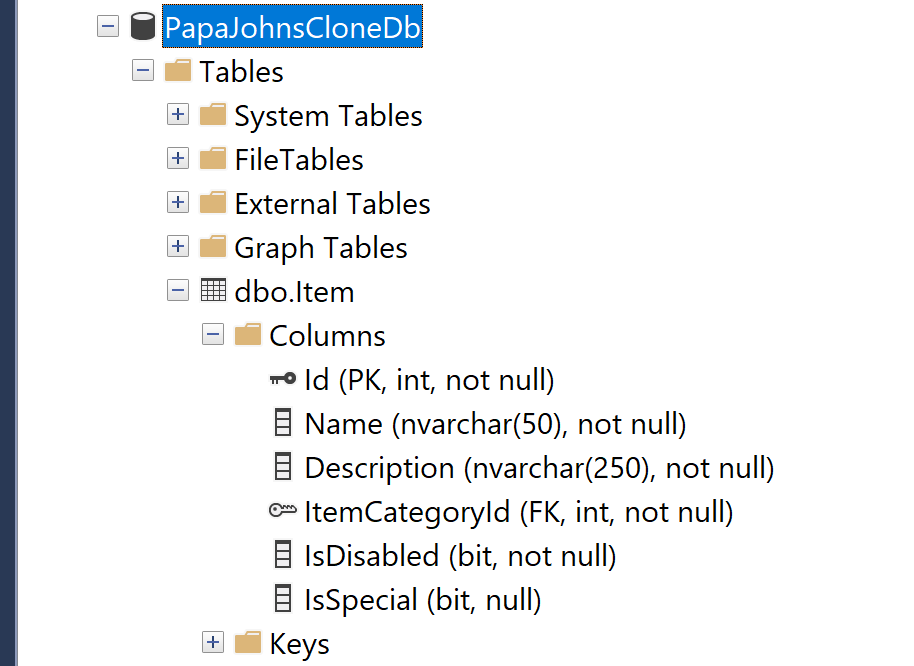 PapaJohnsCloneDb
Tables
System Tables
FileTables
External Tables
Graph Tables
dbo.Item
Columns
Id (PK, int, not null)
Name (nvarchar(50), not null)
Description (nvarchar(250), not null)
ItemCategoryId (FK, int, not null)
IsDisabled (bit, not null)
IsSpecial (bit, null)
Keys